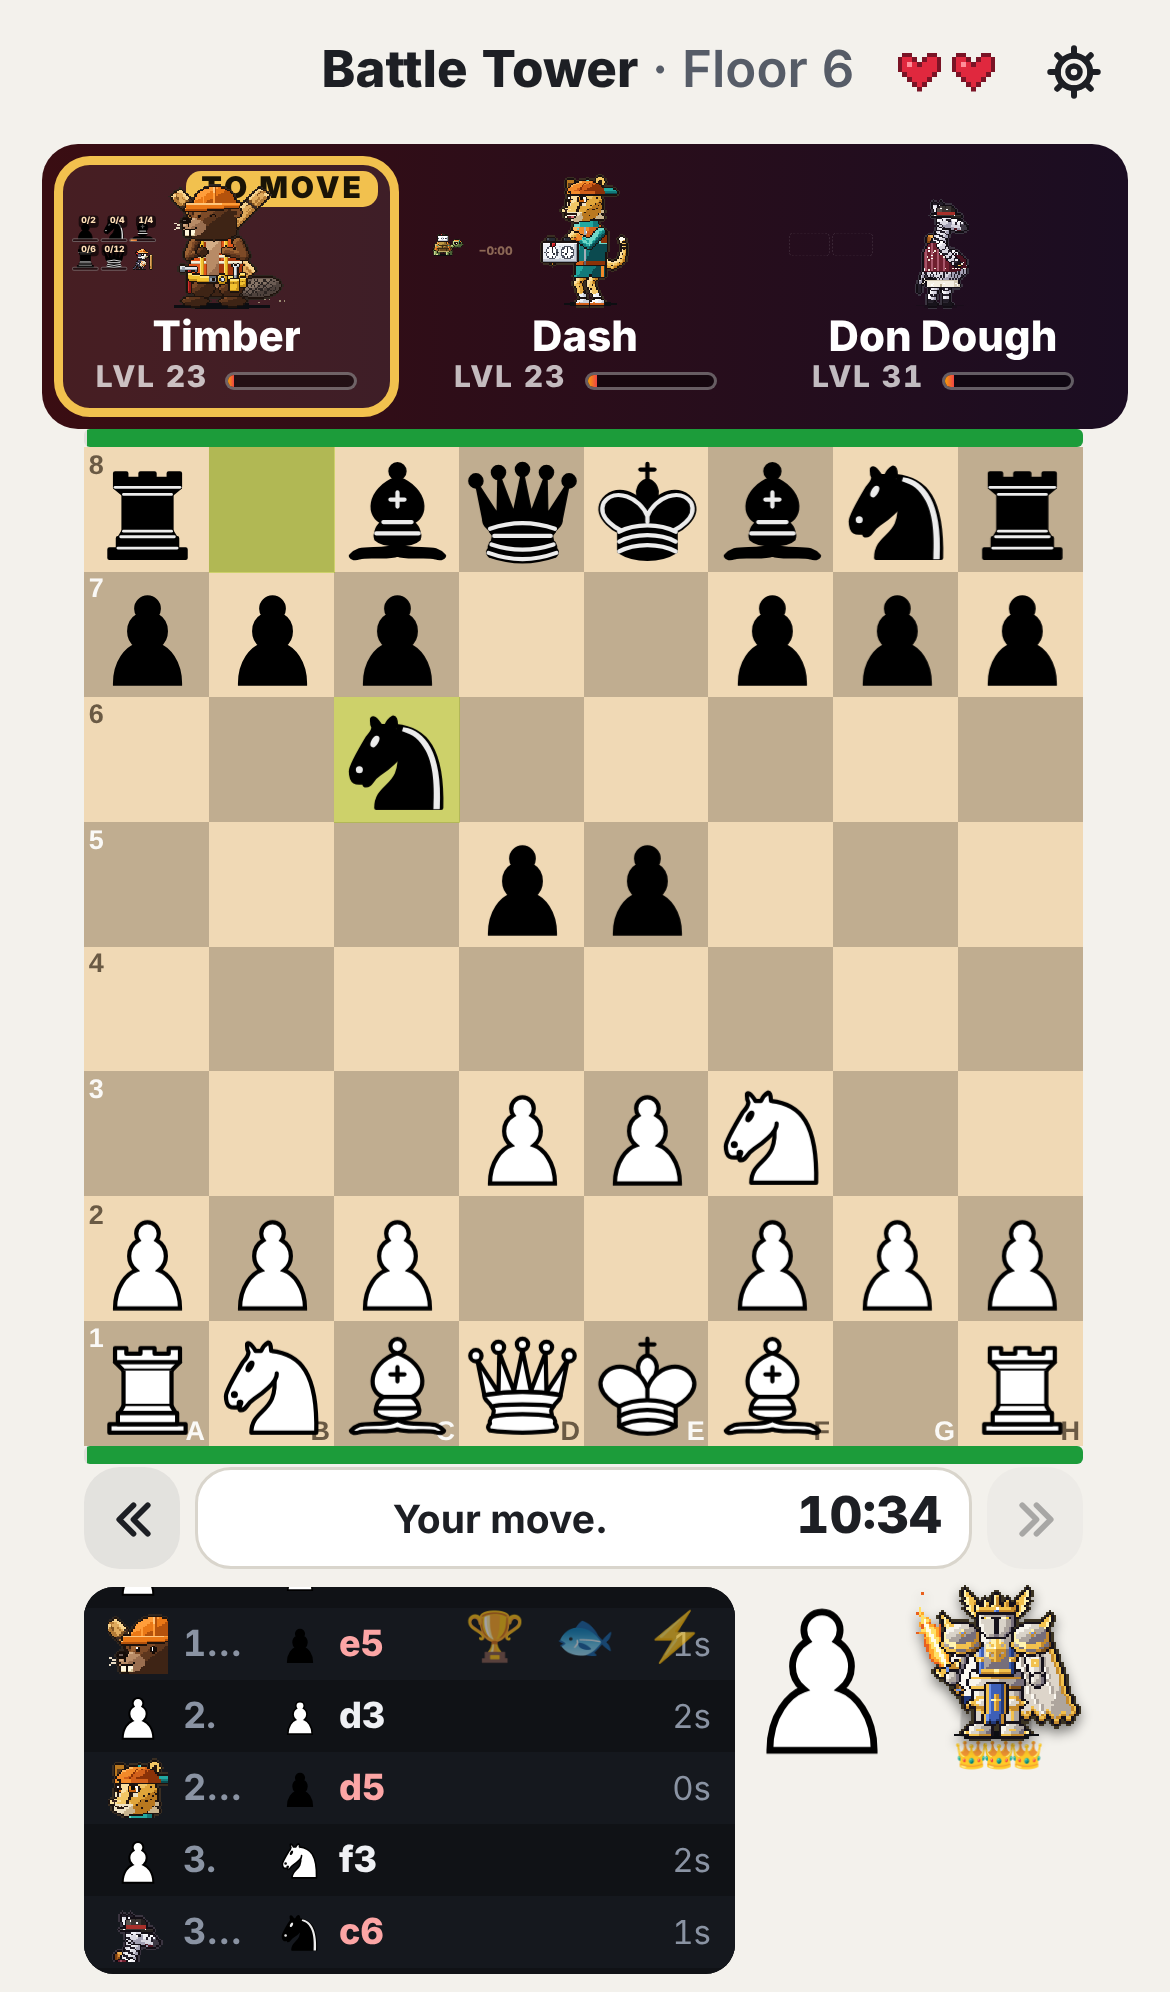 Battle Tower · Floor 6
TO MOVE
0/2 0/4 1/4
0/6 0/12
-0:00
Timber
Dash
Don Dough
LVL 23
LVL 23
LVL 31
8
7
6
5
4
3
2
1
A B C D E F G H
Your move. 10:34
1... e5 1s
2. d3 2s
2... d5 0s
3. f3 2s
3... c6 1s